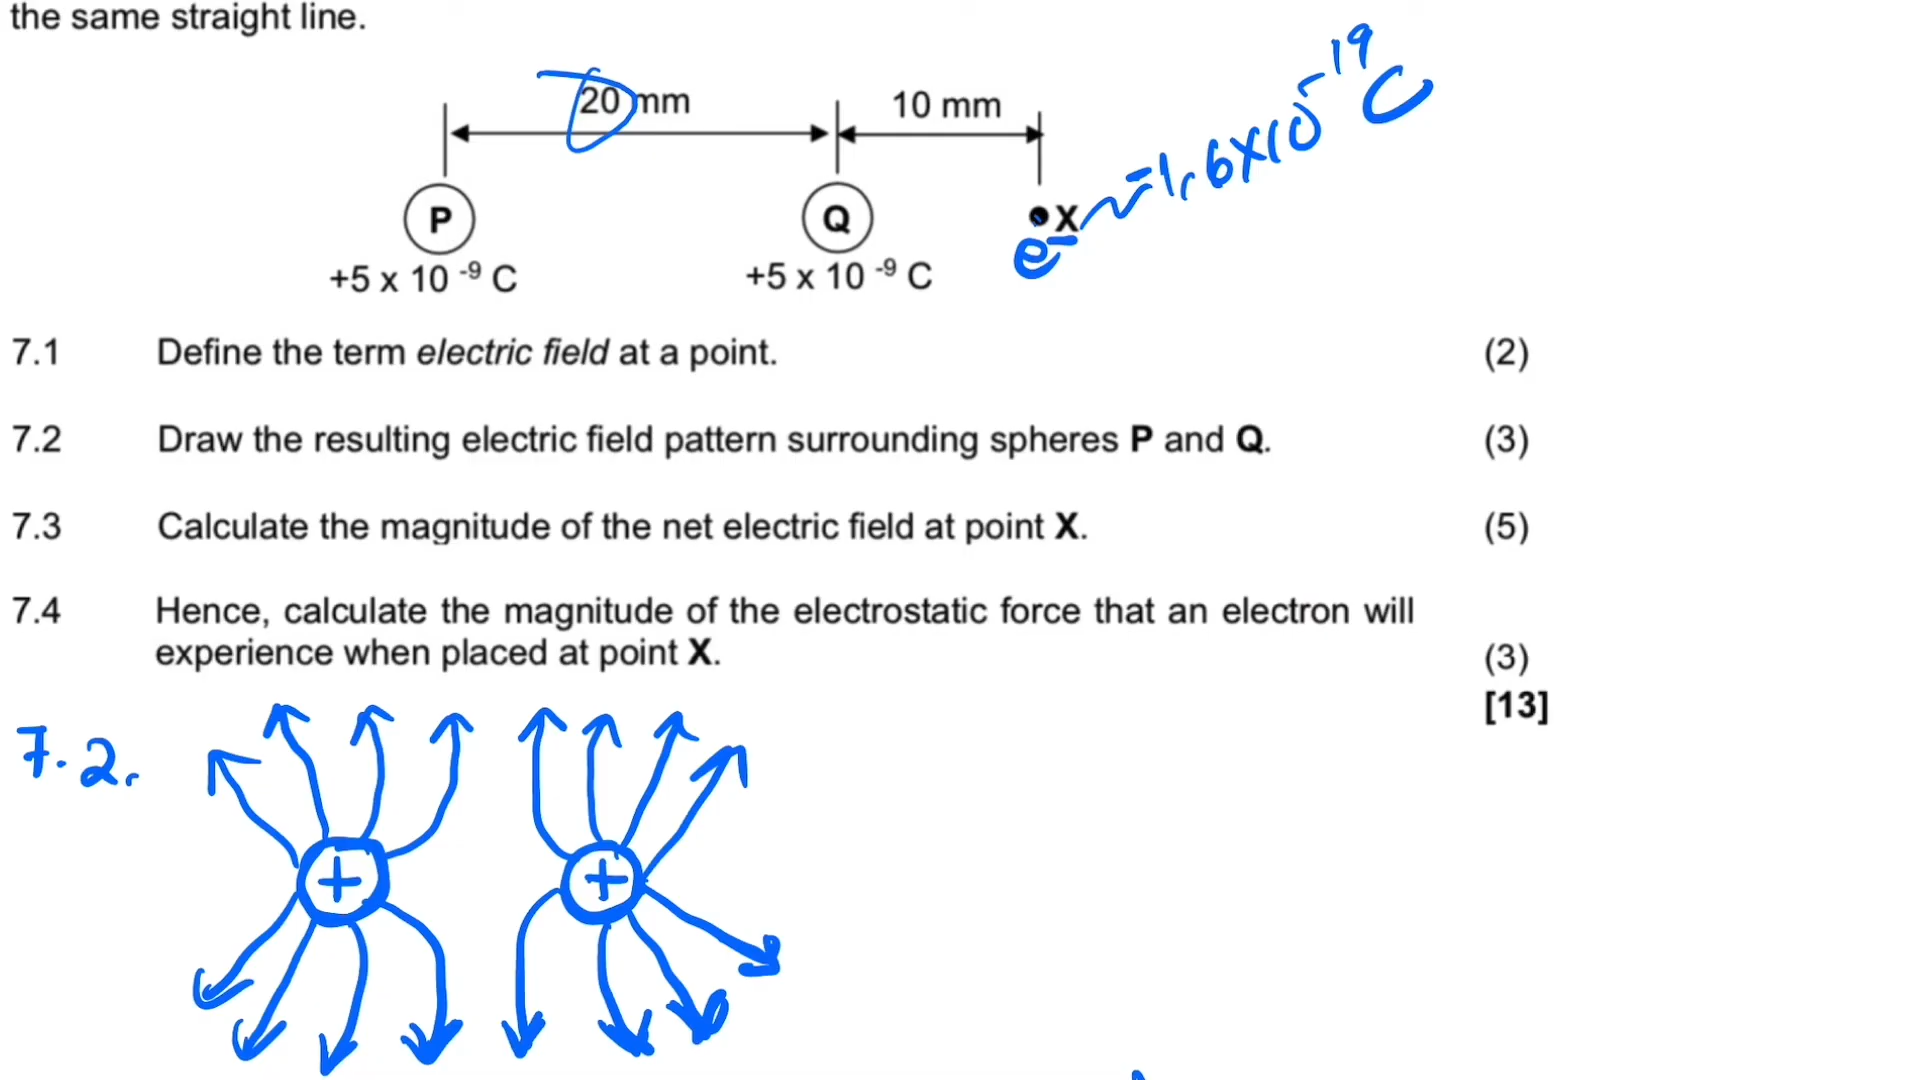 the same straight line.
20 mm
10 mm
=1,6×10⁻¹⁹C
P
Q
X
e⁻
+5 x 10 ⁻⁹ C
+5 x 10 ⁻⁹ C
7.1 Define the term electric field at a point. (2)
7.2 Draw the resulting electric field pattern surrounding spheres P and Q. (3)
7.3 Calculate the magnitude of the net electric field at point X. (5)
7.4 Hence, calculate the magnitude of the electrostatic force that an electron will
experience when placed at point X. (3)
[13]
7.2.
+
+